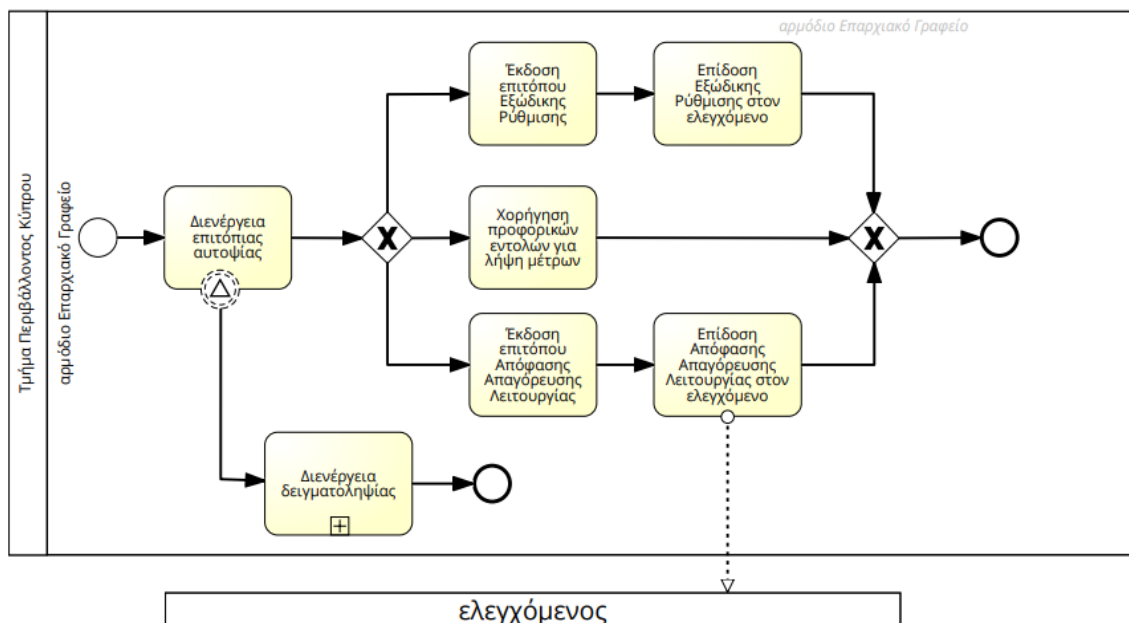 αρμόδιο Επαρχιακό Γραφείο
Τμήμα Περιβάλλοντος Κύπρου
αρμόδιο Επαρχιακό Γραφείο
Διενέργεια
επιτόπιας
αυτοψίας
Έκδοση
επιτόπου
Εξώδικης
Ρύθμισης
Επίδοση
Εξώδικης
Ρύθμισης στον
ελεγχόμενο
Χορήγηση
προφορικών
εντολών για
λήψη μέτρων
Έκδοση
επιτόπου
Απόφασης
Απαγόρευσης
Λειτουργίας
Επίδοση
Απόφασης
Απαγόρευσης
Λειτουργίας στον
ελεγχόμενο
Διενέργεια
δειγματοληψίας
ελεγχόμενος